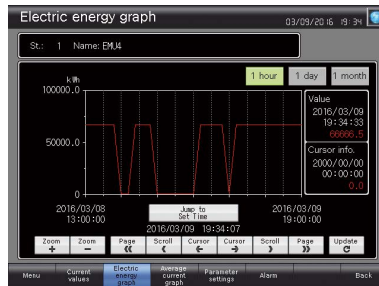 Electric energy graph
03/09/2016 19:34
St.: 1 Name: EMU4
1 hour 1 day 1 month
kWh
100000.0
50000.0
0
Value
2016/03/09
19:34:33
66666.5
Cursor info.
2000/00/00
00:00:00
0.0
2016/03/08
13:00:00
Jump to
Set Time
2016/03/09 19:34:07
2016/03/09
19:00:00
Zoom +
Zoom −
Page «
Scroll ‹
Cursor ←
Cursor →
Scroll ›
Page »
Update
Menu
Current values
Electric energy graph
Average current graph
Parameter settings
Alarm
Back